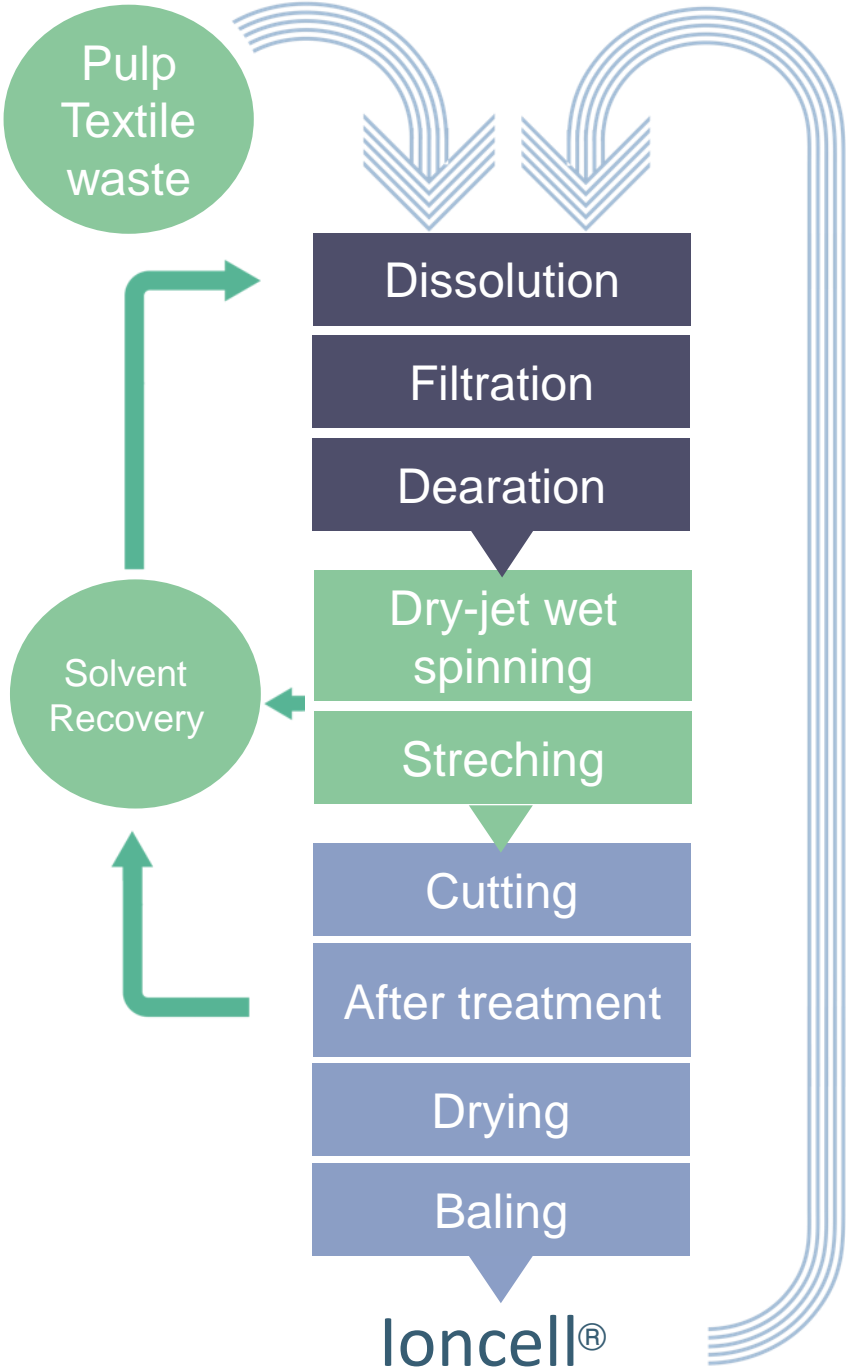 Pulp
Textile
waste
Dissolution
Filtration
Dearation
Dry-jet wet
spinning
Solvent
Recovery
Streching
Cutting
After treatment
Drying
Baling
Ioncell®